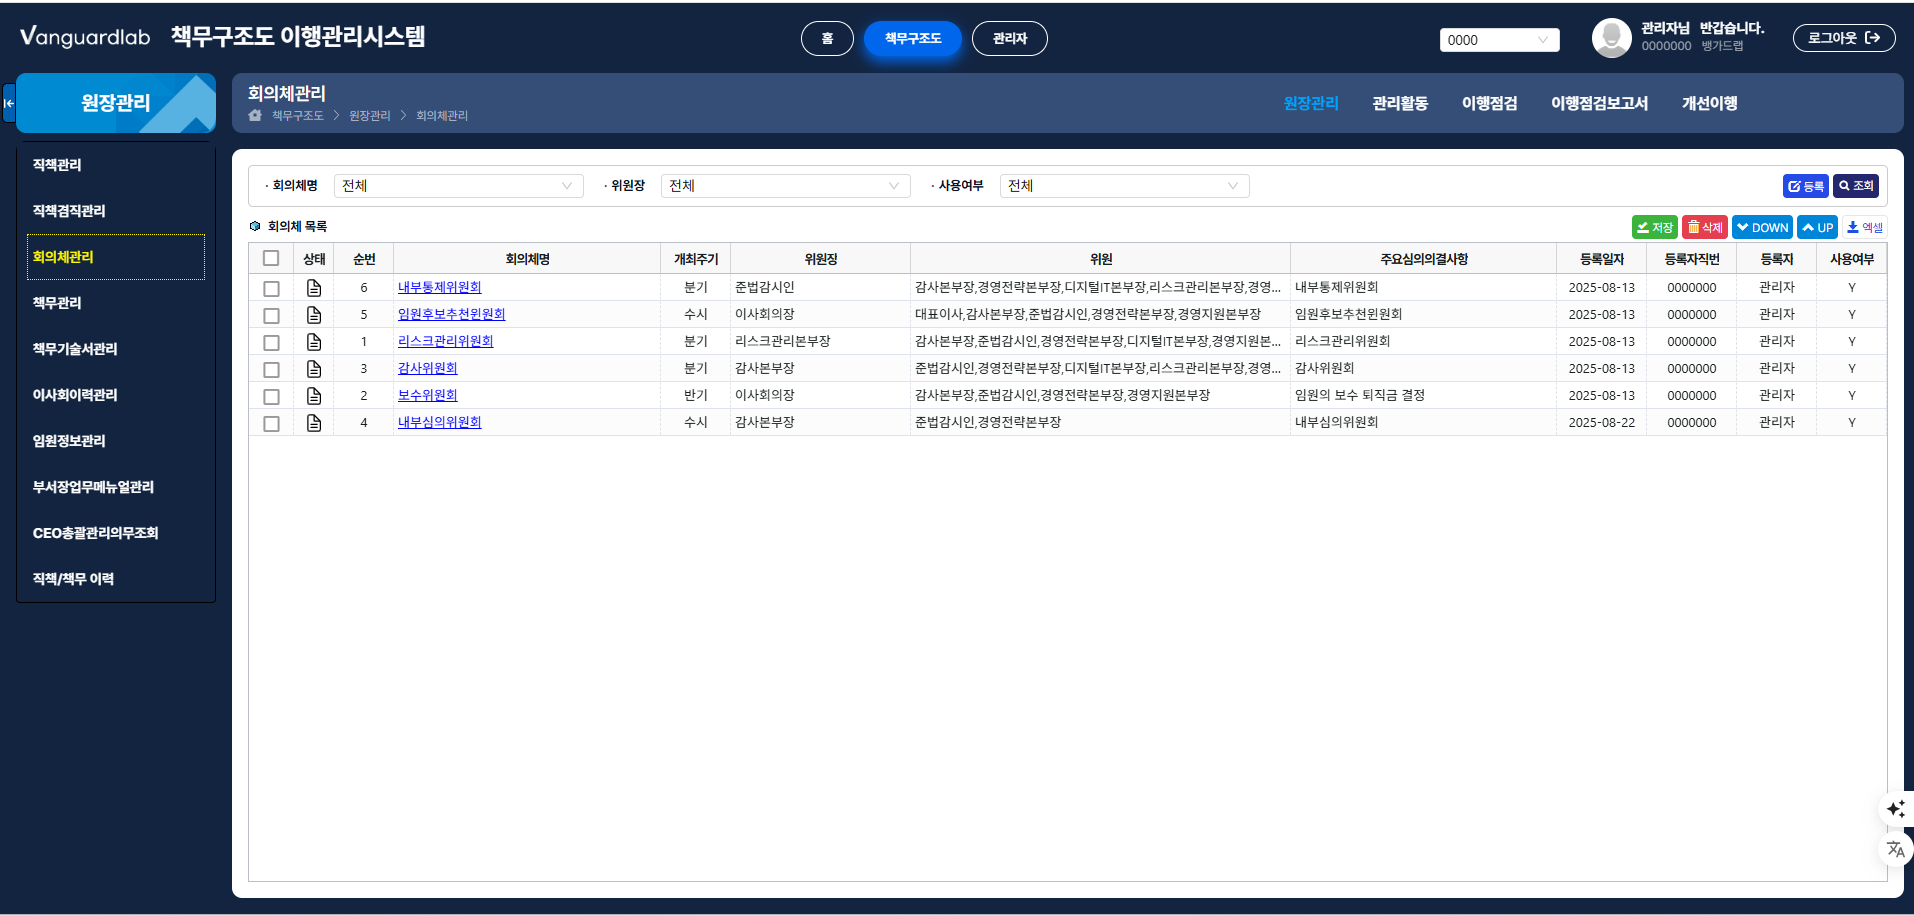 Vanguardlab 책무구조도 이행관리시스템
홈 책무구조도 관리자
0000
관리자님 반갑습니다.
0000000 뱅가드랩
로그아웃
원장관리
회의체관리
책무구조도 > 원장관리 > 회의체관리
원장관리 관리활동 이행점검 이행점검보고서 개선이행
직책관리
직책겸직관리
회의체관리
책무관리
책무기술서관리
이사회이력관리
임원정보관리
부서장업무메뉴얼관리
CEO총괄관리의무조회
직책/책무 이력
· 회의체명 전체 · 위원장 전체 · 사용여부 전체 등록 조회
회의체 목록 저장 삭제 DOWN UP 엑셀
상태 순번 회의체명 개최주기 위원장 위원 주요심의의결사항 등록일자 등록자직번 등록자 사용여부
6 내부통제위원회 분기 준법감시인 감사본부장,경영전략본부장,디지털IT본부장,리스크관리본부장,경영... 내부통제위원회 2025-08-13 0000000 관리자 Y
5 임원후보추천윈원회 수시 이사회의장 대표이사,감사본부장,준법감시인,경영전략본부장,경영지원본부장 임원후보추천윈원회 2025-08-13 0000000 관리자 Y
1 리스크관리위원회 분기 리스크관리본부장 감사본부장,준법감시인,경영전략본부장,디지털IT본부장,경영지원본... 리스크관리위원회 2025-08-13 0000000 관리자 Y
3 감사위원회 분기 감사본부장 준법감시인,경영전략본부장,디지털IT본부장,리스크관리본부장,경영... 감사위원회 2025-08-13 0000000 관리자 Y
2 보수위원회 반기 이사회의장 감사본부장,준법감시인,경영전략본부장,경영지원본부장 임원의 보수 퇴직금 결정 2025-08-13 0000000 관리자 Y
4 내부심의위원회 수시 감사본부장 준법감시인,경영전략본부장 내부심의위원회 2025-08-22 0000000 관리자 Y